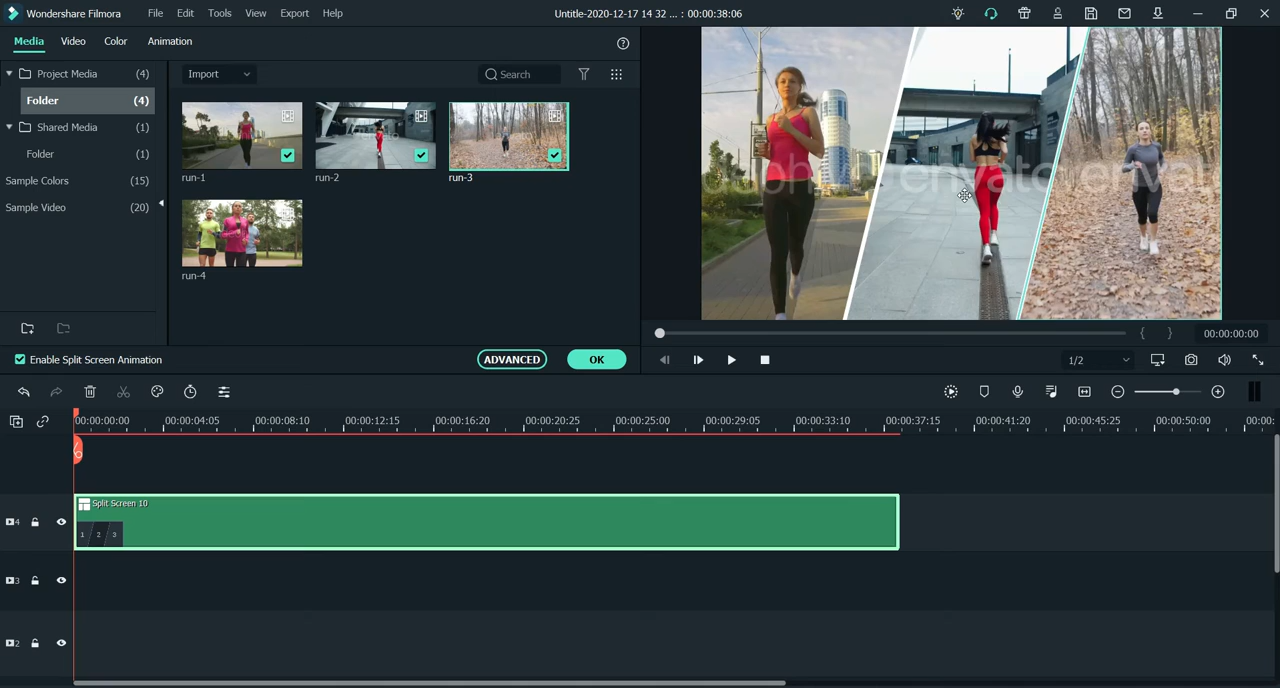 Wondershare Filmora File Edit Tools View Export Help Untitle-2020-12-17 14 32 ... : 00:00:38:06
Media Video Color Animation
Project Media (4)
Folder (4)
Shared Media (1)
Folder (1)
Sample Colors (15)
Sample Video (20)
Import Search
run-1 run-2 run-3
run-4
envato
Enable Split Screen Animation ADVANCED OK
{ } 00:00:00:00
1/2
00:00:00:00 00:00:04:05 00:00:08:10 00:00:12:15 00:00:16:20 00:00:20:25 00:00:25:00 00:00:29:05 00:00:33:10 00:00:37:15 00:00:41:20 00:00:45:25 00:00:50:00 00:00:
Split Screen 10
1 2 3
4
3
2